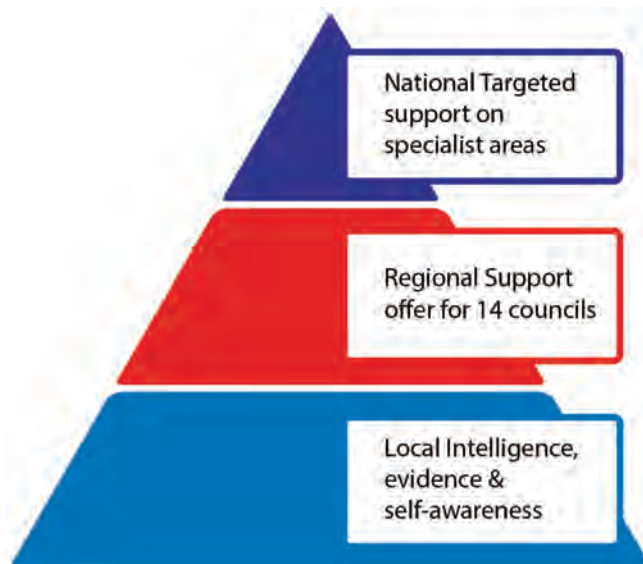 National Targeted
support on
specialist areas
Regional Support
offer for 14 councils
Local Intelligence,
evidence &
self-awareness